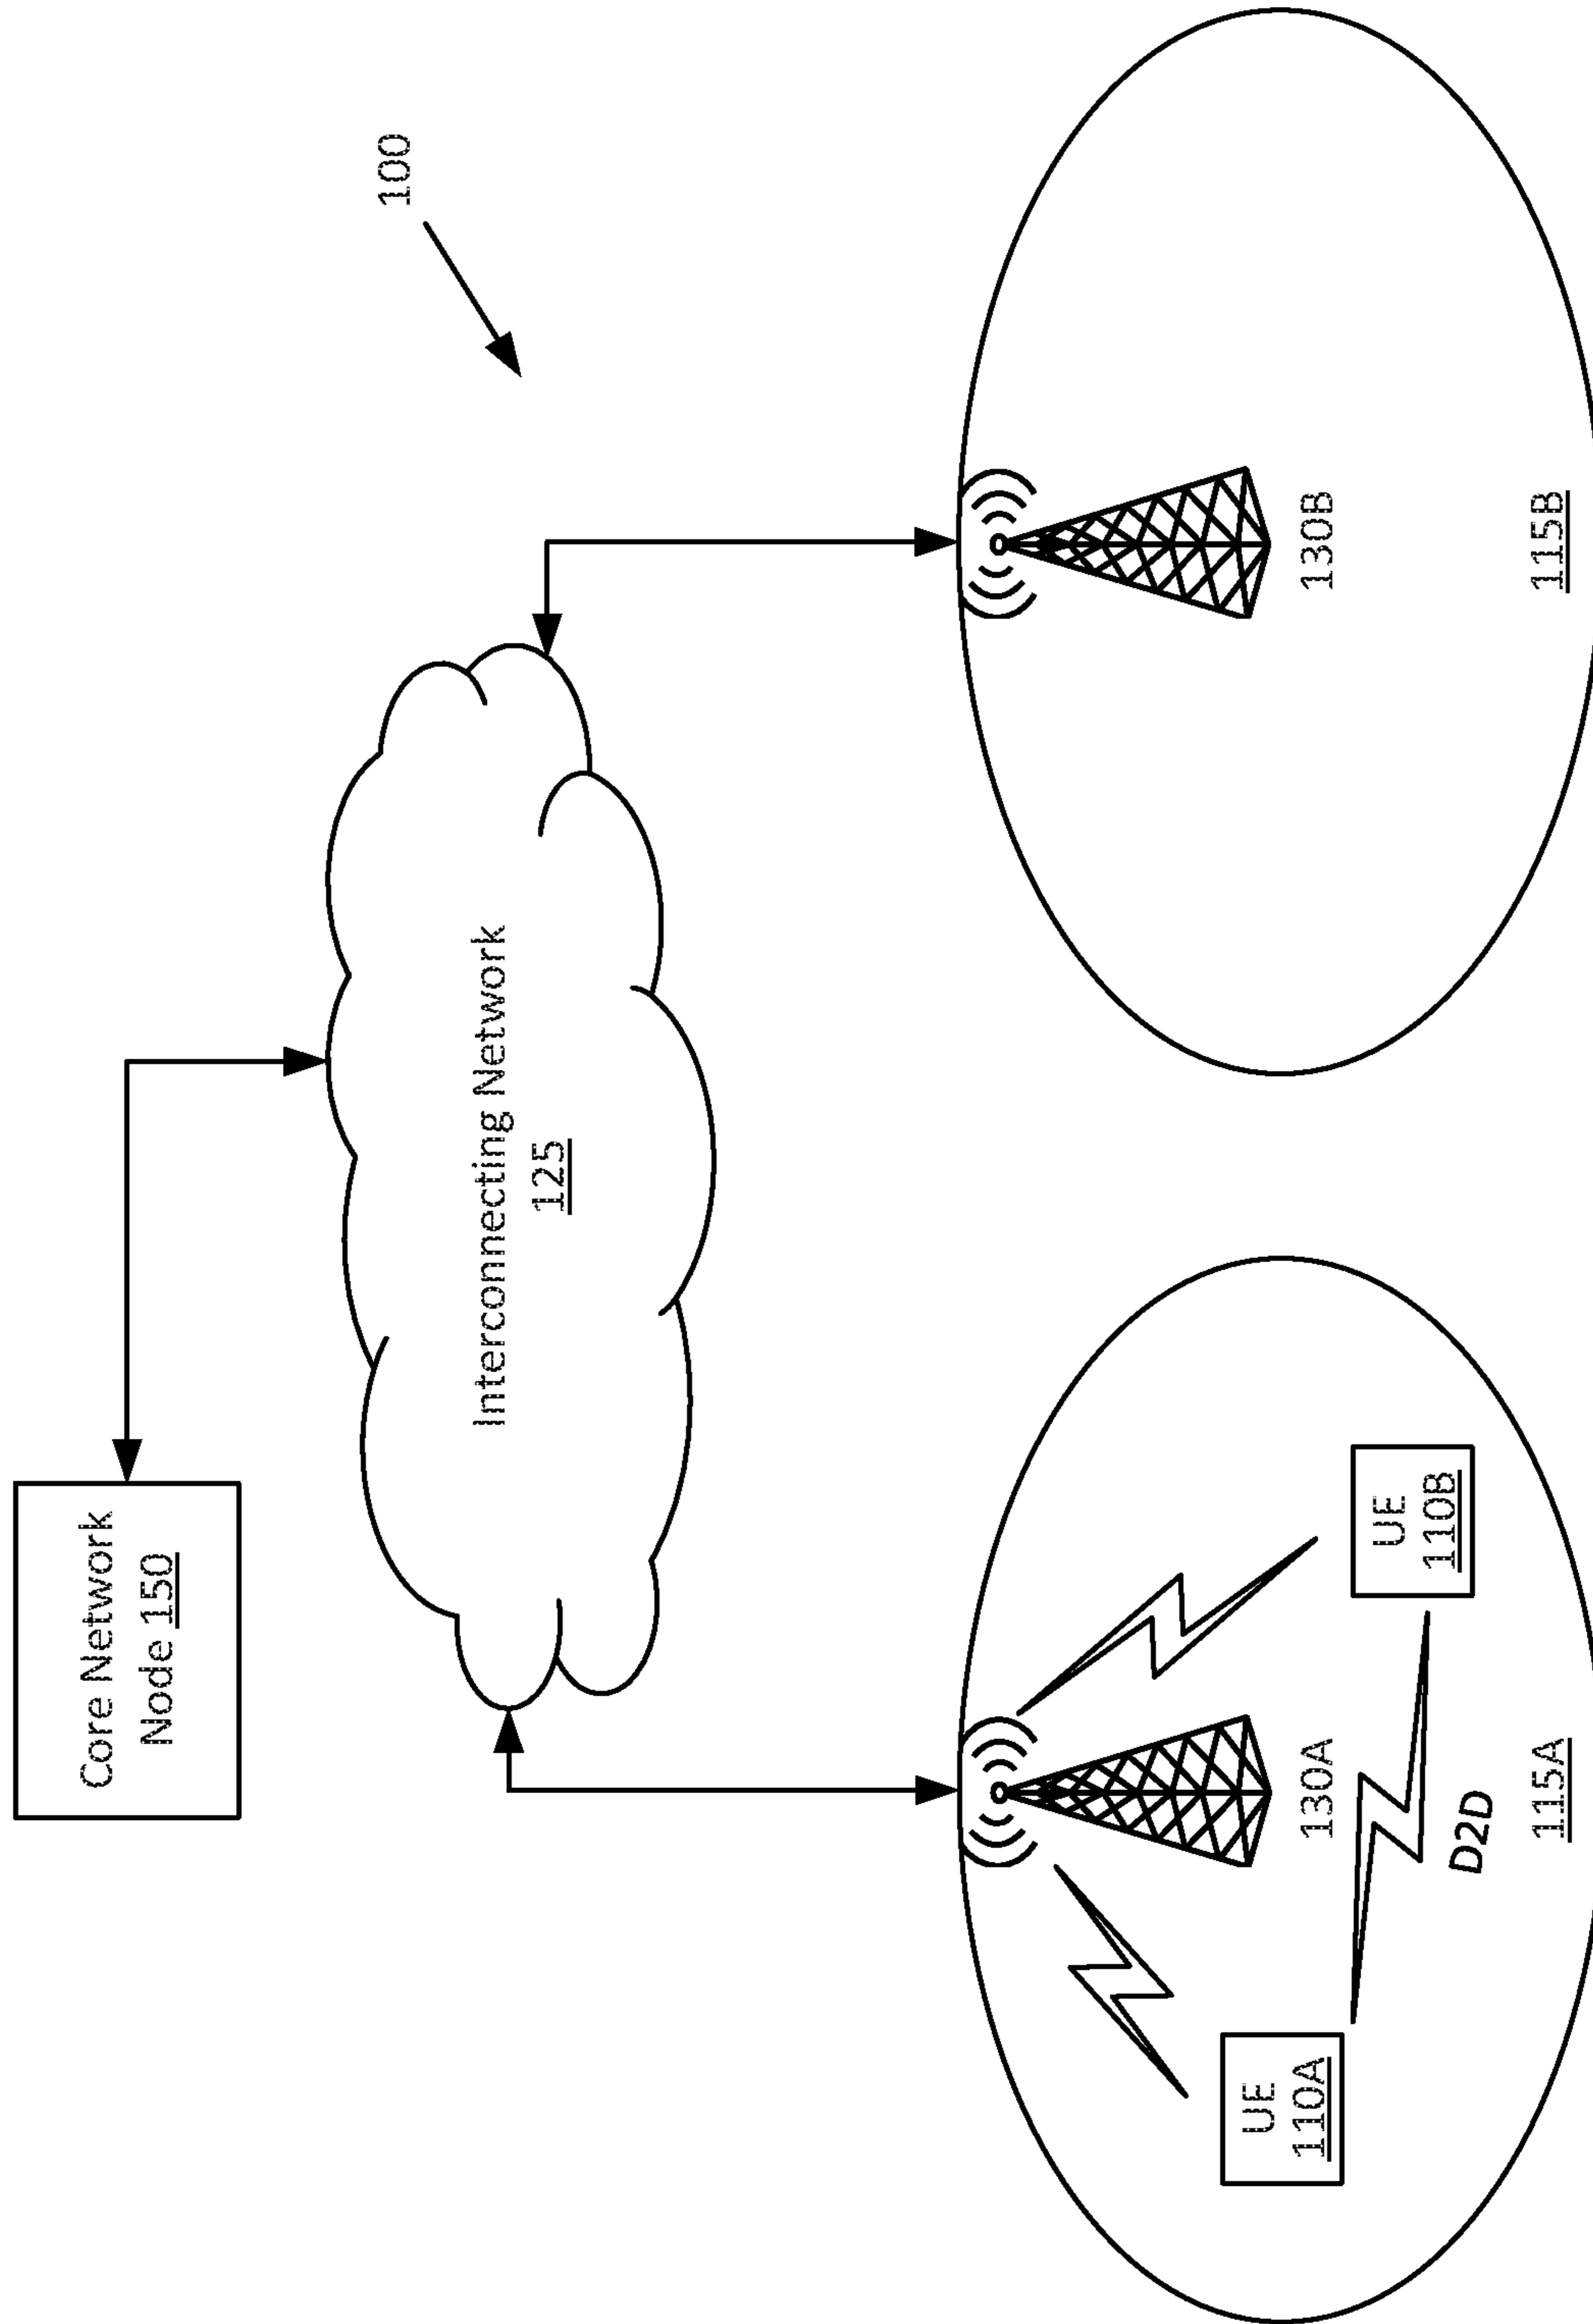 Core Network
Node 150
100
Interconnecting Network
125
UE
110A
UE
110B
D2D
130A
130B
115A
115B